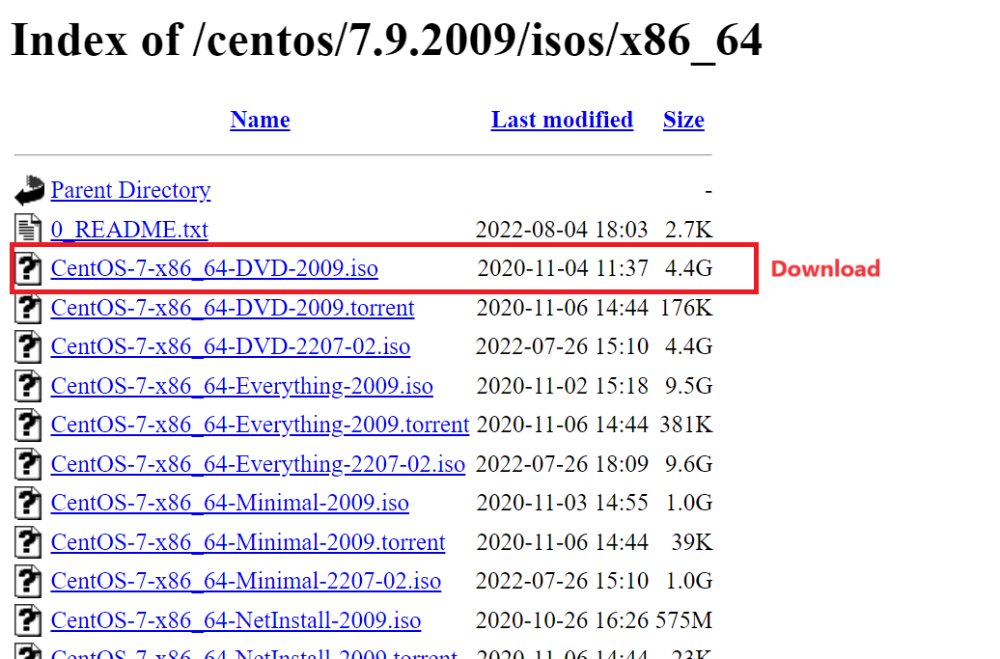 Index of /centos/7.9.2009/isos/x86_64
Name Last modified Size
Parent Directory -
0_README.txt 2022-08-04 18:03 2.7K
CentOS-7-x86_64-DVD-2009.iso 2020-11-04 11:37 4.4G Download
CentOS-7-x86_64-DVD-2009.torrent 2020-11-06 14:44 176K
CentOS-7-x86_64-DVD-2207-02.iso 2022-07-26 15:10 4.4G
CentOS-7-x86_64-Everything-2009.iso 2020-11-02 15:18 9.5G
CentOS-7-x86_64-Everything-2009.torrent 2020-11-06 14:44 381K
CentOS-7-x86_64-Everything-2207-02.iso 2022-07-26 18:09 9.6G
CentOS-7-x86_64-Minimal-2009.iso 2020-11-03 14:55 1.0G
CentOS-7-x86_64-Minimal-2009.torrent 2020-11-06 14:44 39K
CentOS-7-x86_64-Minimal-2207-02.iso 2022-07-26 15:10 1.0G
CentOS-7-x86_64-NetInstall-2009.iso 2020-10-26 16:26 575M
CentOS-7-x86_64-NetInstall-2009.torrent 2020-11-06 14:44 23K